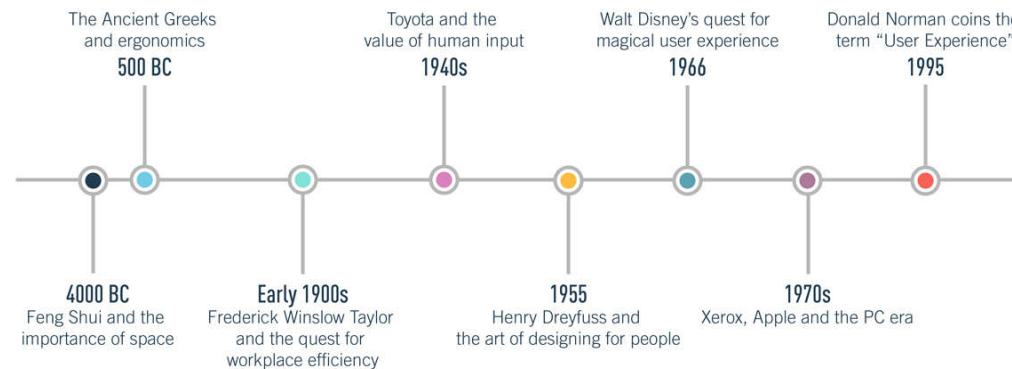 The Ancient Greeks
and ergonomics
500 BC
Toyota and the
value of human input
1940s
Walt Disney's quest for
magical user experience
1966
Donald Norman coins the
term “User Experience”
1995
4000 BC
Feng Shui and the
importance of space
Early 1900s
Frederick Winslow Taylor
and the quest for
workplace efficiency
1955
Henry Dreyfuss and
the art of designing for people
1970s
Xerox, Apple and the PC era